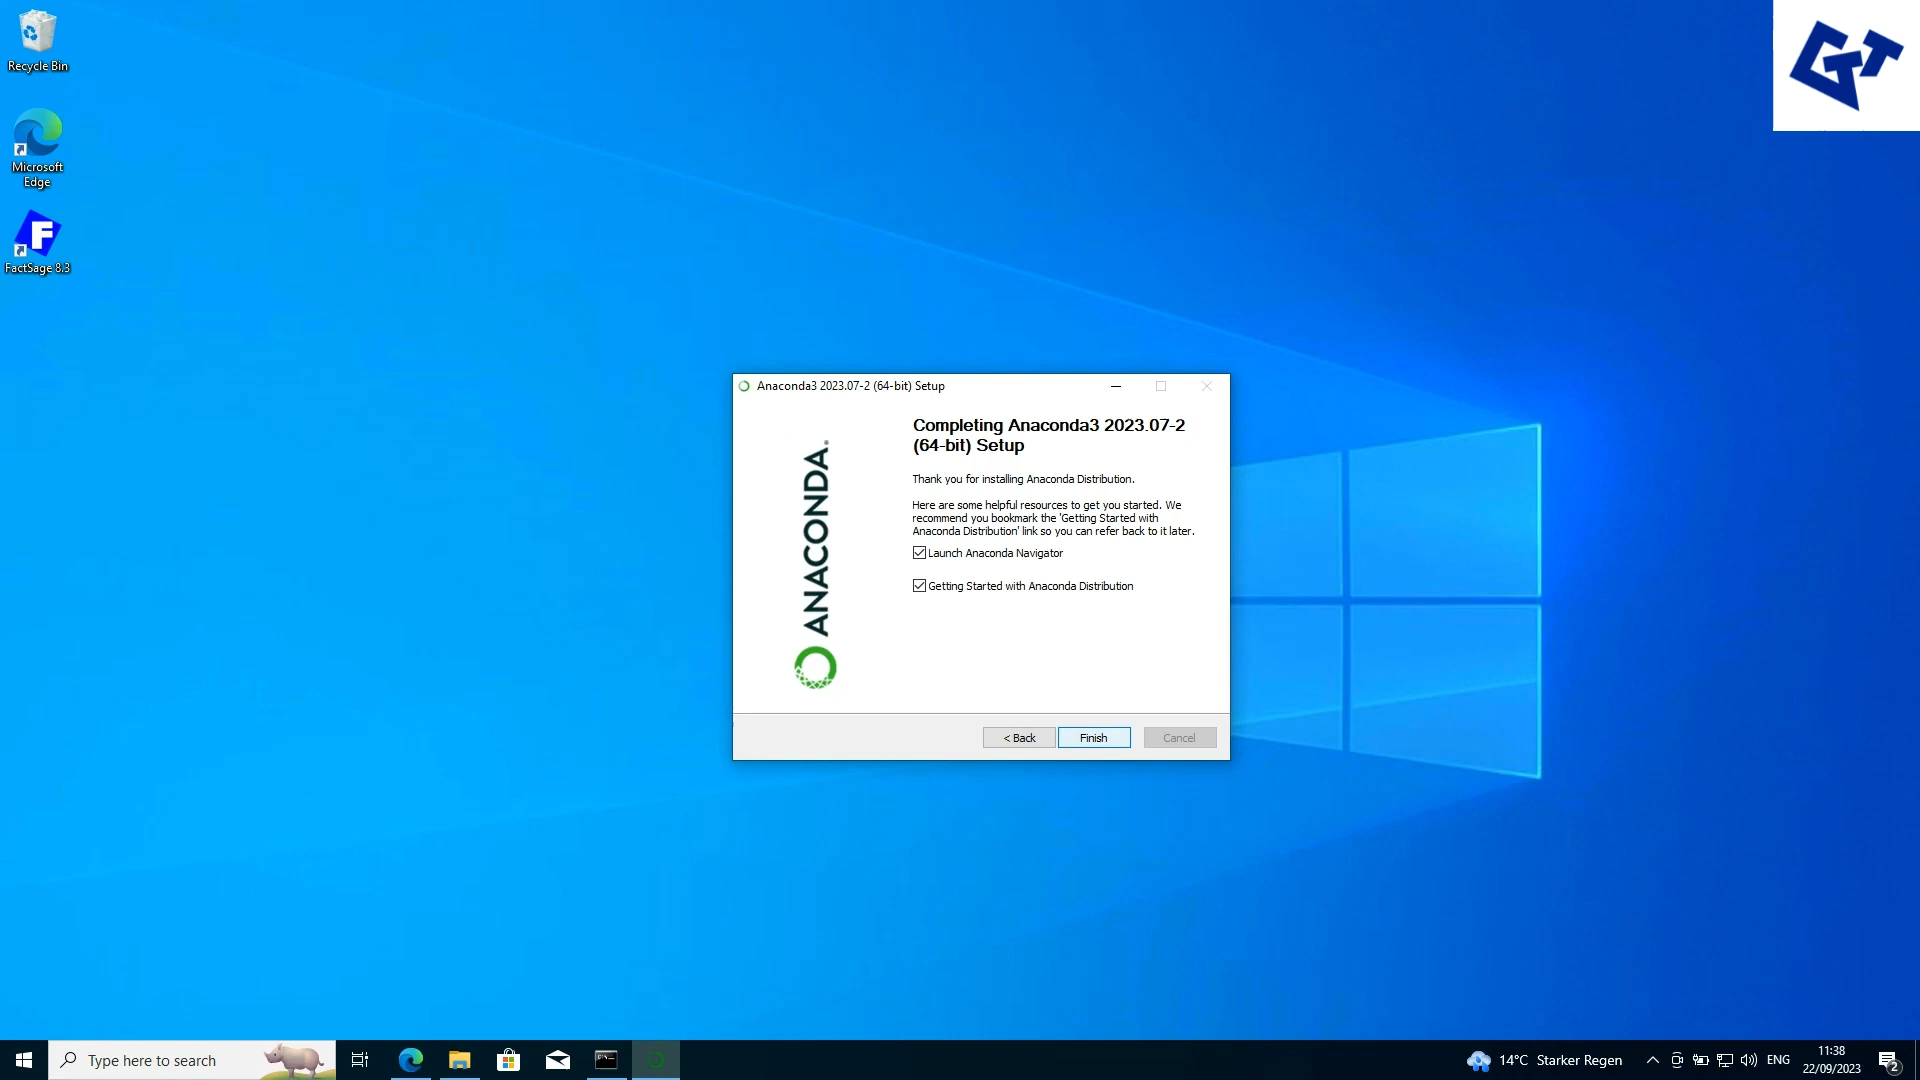 Recycle Bin
Microsoft
Edge
F
FactSage 8.3
GTT
Anaconda3 2023.07-2 (64-bit) Setup
ANACONDA®
Completing Anaconda3 2023.07-2
(64-bit) Setup
Thank you for installing Anaconda Distribution.
Here are some helpful resources to get you started. We
recommend you bookmark the 'Getting Started with
Anaconda Distribution' link so you can refer back to it later.
Launch Anaconda Navigator
Getting Started with Anaconda Distribution
< Back
Finish
Cancel
Type here to search
14°C Starker Regen
ENG
11:38
22/09/2023
2